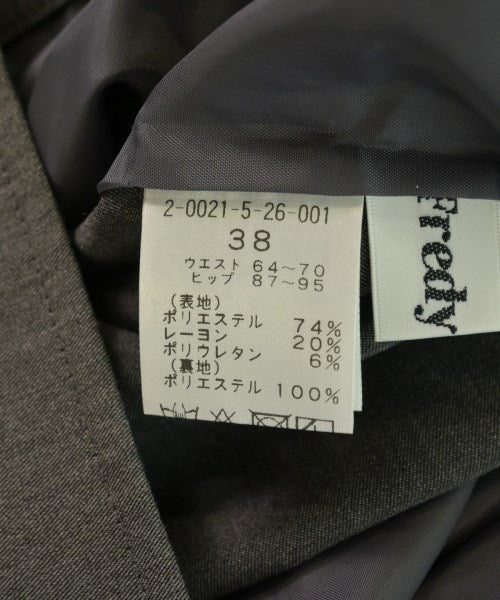 2-0021-5-26-001
38
ウエスト 64～70
ヒップ 87～95
(表地)
ポリエステル 74%
レーヨン 20%
ポリウレタン 6%
(裏地)
ポリエステル 100%
Fredy